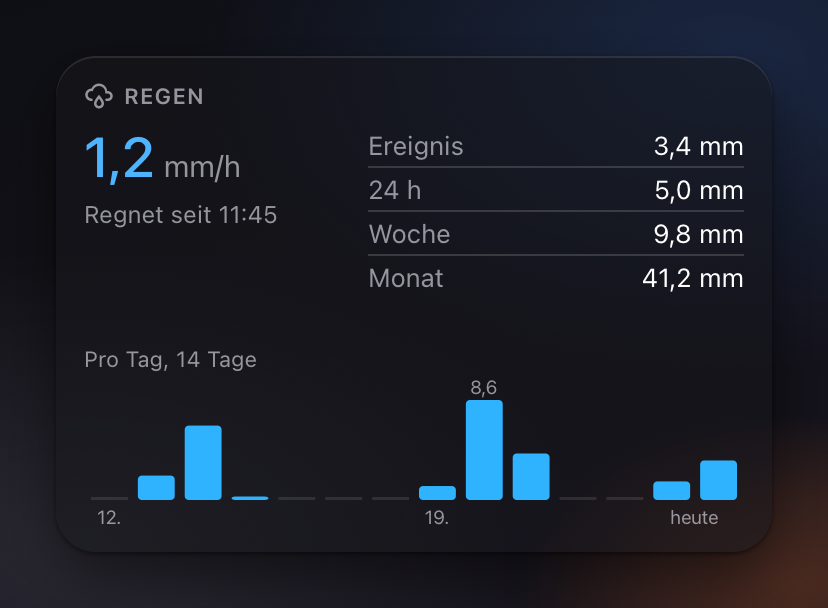 REGEN
1,2 mm/h
Regnet seit 11:45
Ereignis 3,4 mm
24 h 5,0 mm
Woche 9,8 mm
Monat 41,2 mm
Pro Tag, 14 Tage
8,6
12. 19. heute